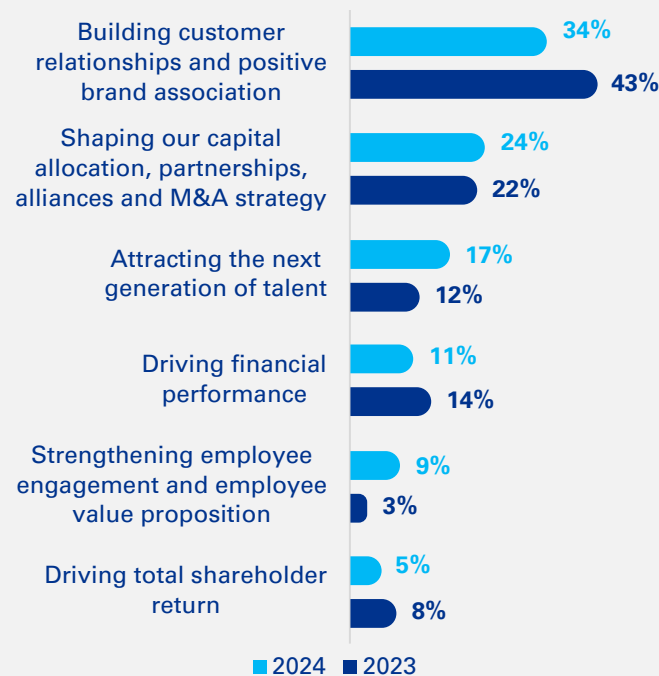 Building customer
relationships and positive
brand association
34%
43%
Shaping our capital
allocation, partnerships,
alliances and M&A strategy
24%
22%
Attracting the next
generation of talent
17%
12%
Driving financial
performance
11%
14%
Strengthening employee
engagement and employee
value proposition
9%
3%
Driving total shareholder
return
5%
8%
2024 2023